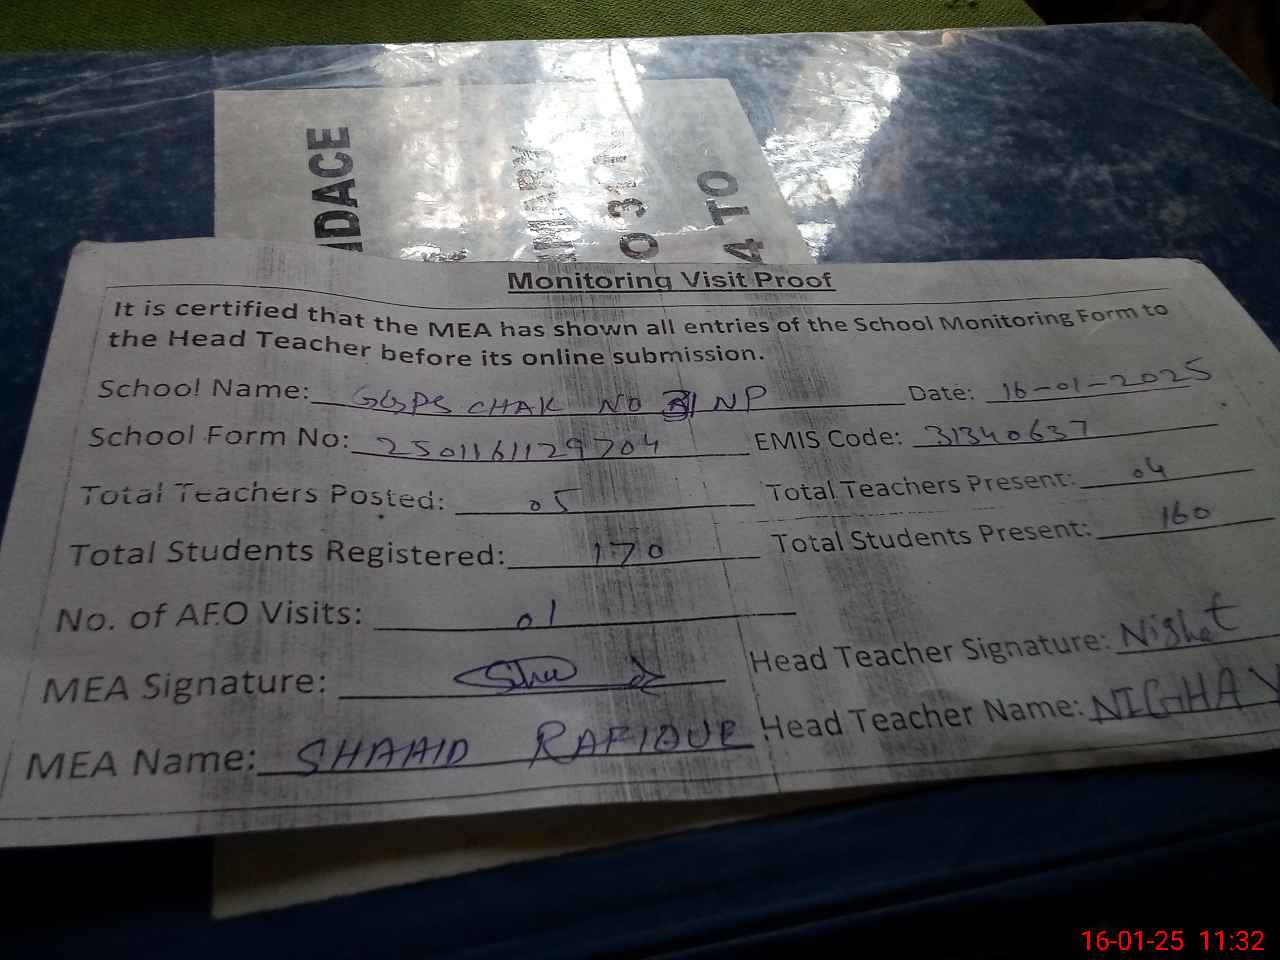 NDACE
4 TO
Monitoring Visit Proof
It is certified that the MEA has shown all entries of the School Monitoring Form to
the Head Teacher before its online submission.
School Name: GGPS CHAK NO NP Date: 16-01-2025
School Form No: 2501161129704 EMIS Code: 31340637
Total Teachers Posted: 05 Total Teachers Present: 04
Total Students Registered: 170 Total Students Present: 160
No. of AEO Visits: 01
MEA Signature: Head Teacher Signature: Nighat
MEA Name: SHAAID RAFIQUE Head Teacher Name: NIGHA
16-01-25 11:32